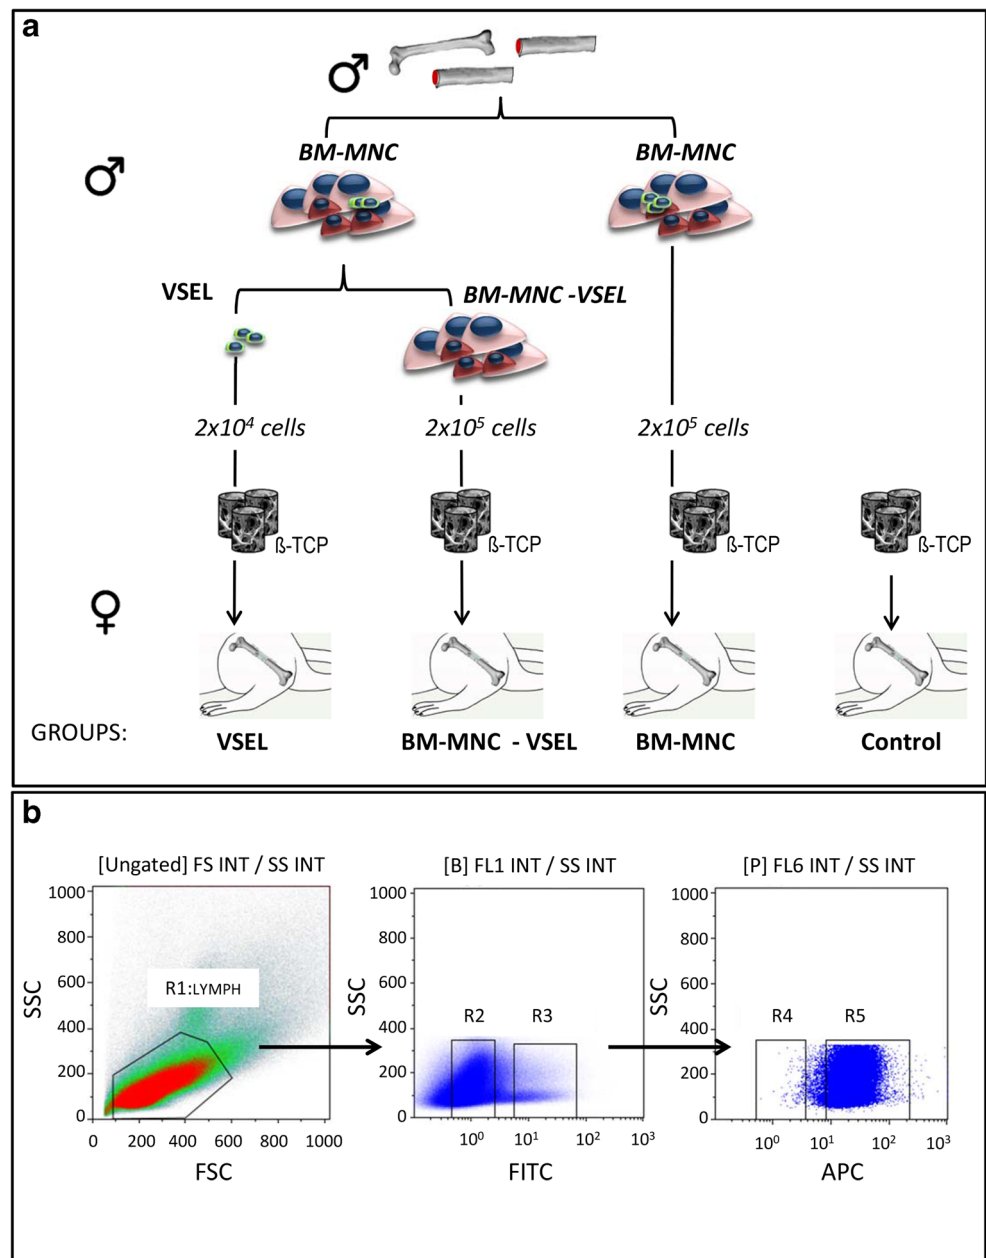 a
♂
BM-MNC BM-MNC
♂
VSEL BM-MNC -VSEL
2x10⁴ cells 2x10⁵ cells 2x10⁵ cells
ß-TCP ß-TCP ß-TCP ß-TCP
♀
GROUPS: VSEL BM-MNC - VSEL BM-MNC Control
b
[Ungated] FS INT / SS INT
1000
800
600
400
200
0
SSC
R1:LYMPH
0 200 400 600 800 1000
FSC
[B] FL1 INT / SS INT
1000
800
600
400
200
0
SSC
R2 R3
10⁰ 10¹ 10² 10³
FITC
[P] FL6 INT / SS INT
1000
800
600
400
200
0
SSC
R4 R5
10⁰ 10¹ 10² 10³
APC